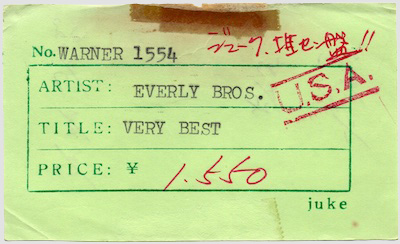 No. WARNER 1554
ジューク、推セン盤!!
ARTIST: EVERLY BROS.
U.S.A.
TITLE: VERY BEST
PRICE: ¥ 1.550
juke